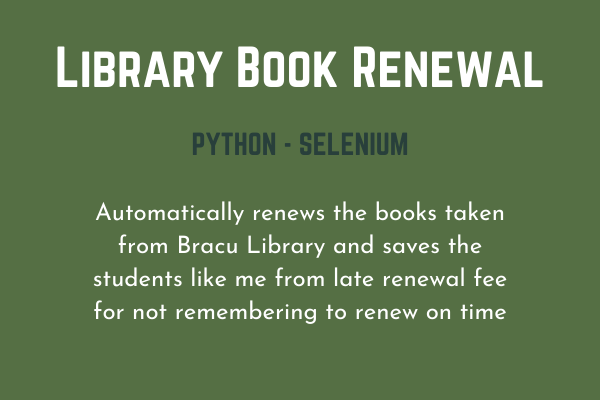 Library Book Renewal
PYTHON - SELENIUM
Automatically renews the books taken
from Bracu Library and saves the
students like me from late renewal fee
for not remembering to renew on time